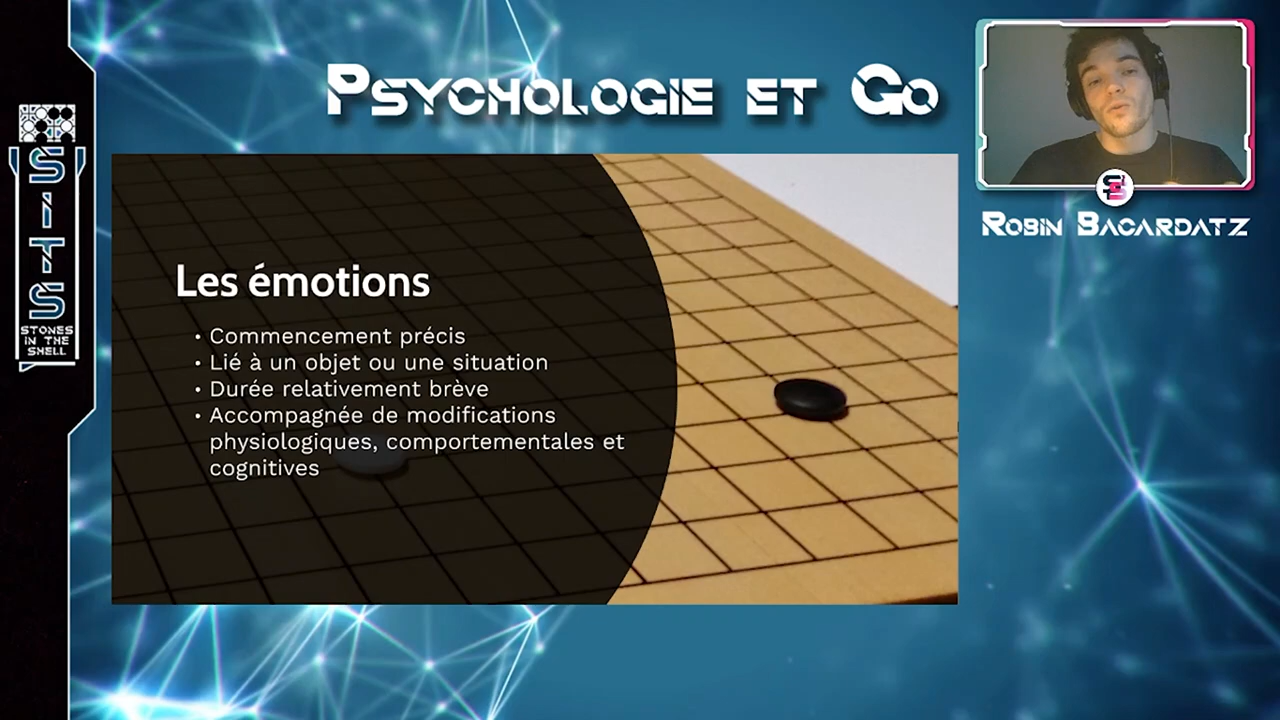 PSYCHOLOGIE ET GO
SITS
STONES
IN THE
SHELL
ROBIN BACARDATZ
Les émotions
• Commencement précis
• Lié à un objet ou une situation
• Durée relativement brève
• Accompagnée de modifications
physiologiques, comportementales et
cognitives